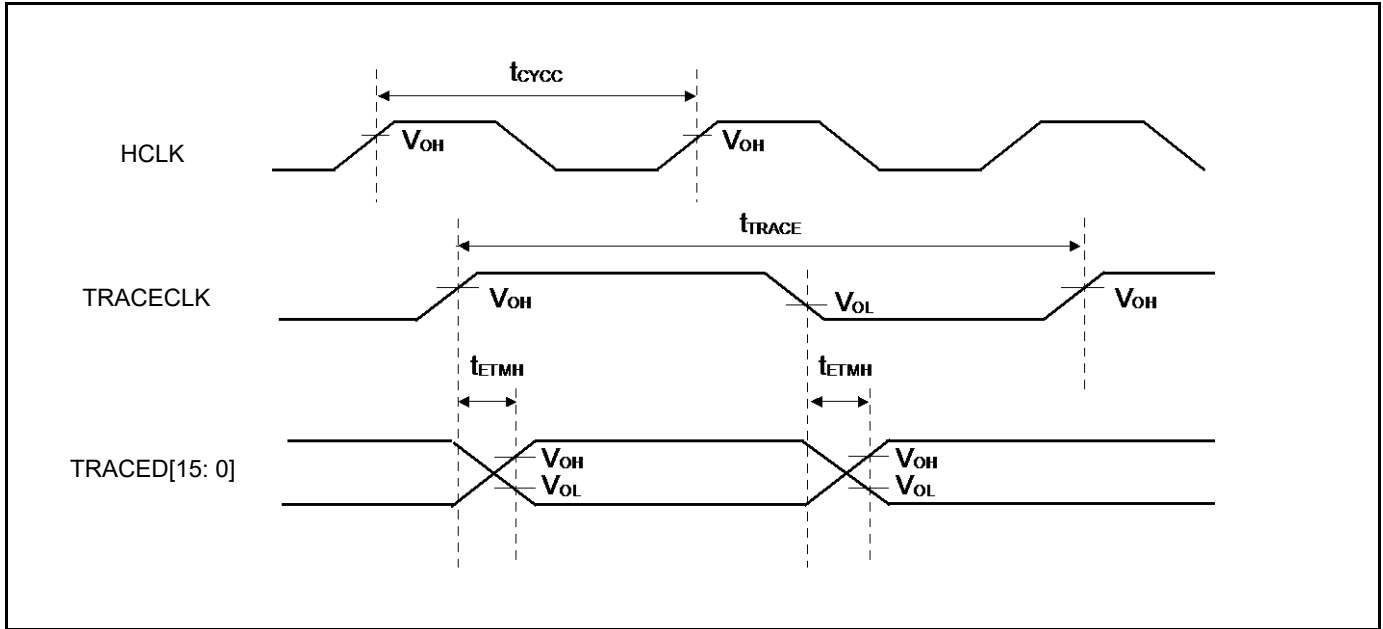 tCYCC
HCLK
VOH
VOH
tTRACE
TRACECLK
VOH
VOL
VOH
tETMH
tETMH
TRACED[15: 0]
VOH
VOH
VOL
VOL